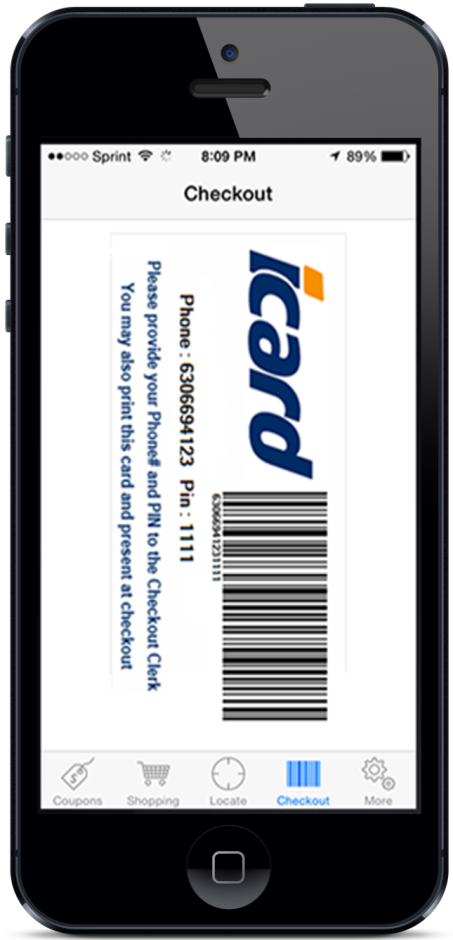 Sprint 8:09 PM 89%
Checkout
icard
63066941231111
Phone : 6306694123 Pin : 1111
Please provide your Phone# and PIN to the Checkout Clerk
You may also print this card and present at checkout
$
Coupons Shopping Locate Checkout More